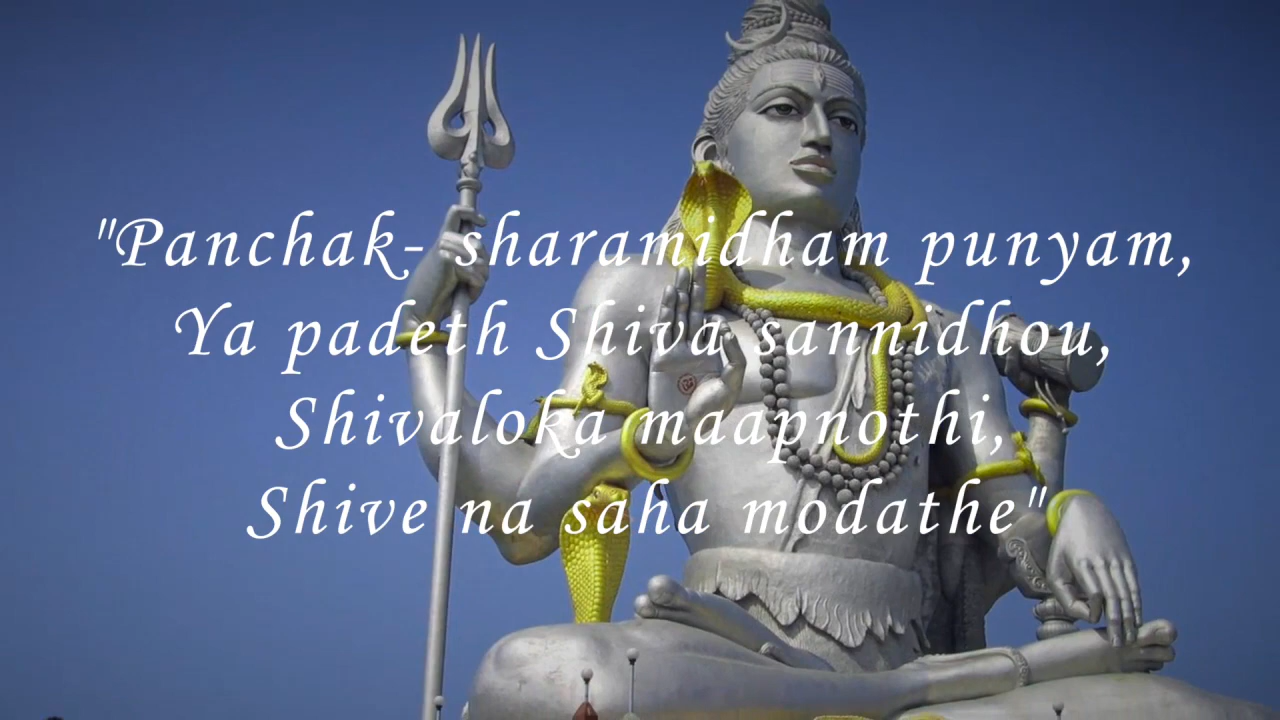 "Panchak- sharamidham punyam,
Ya padeth Shiva sannidhou,
Shivaloka maapnothi,
Shive na saha modathe"